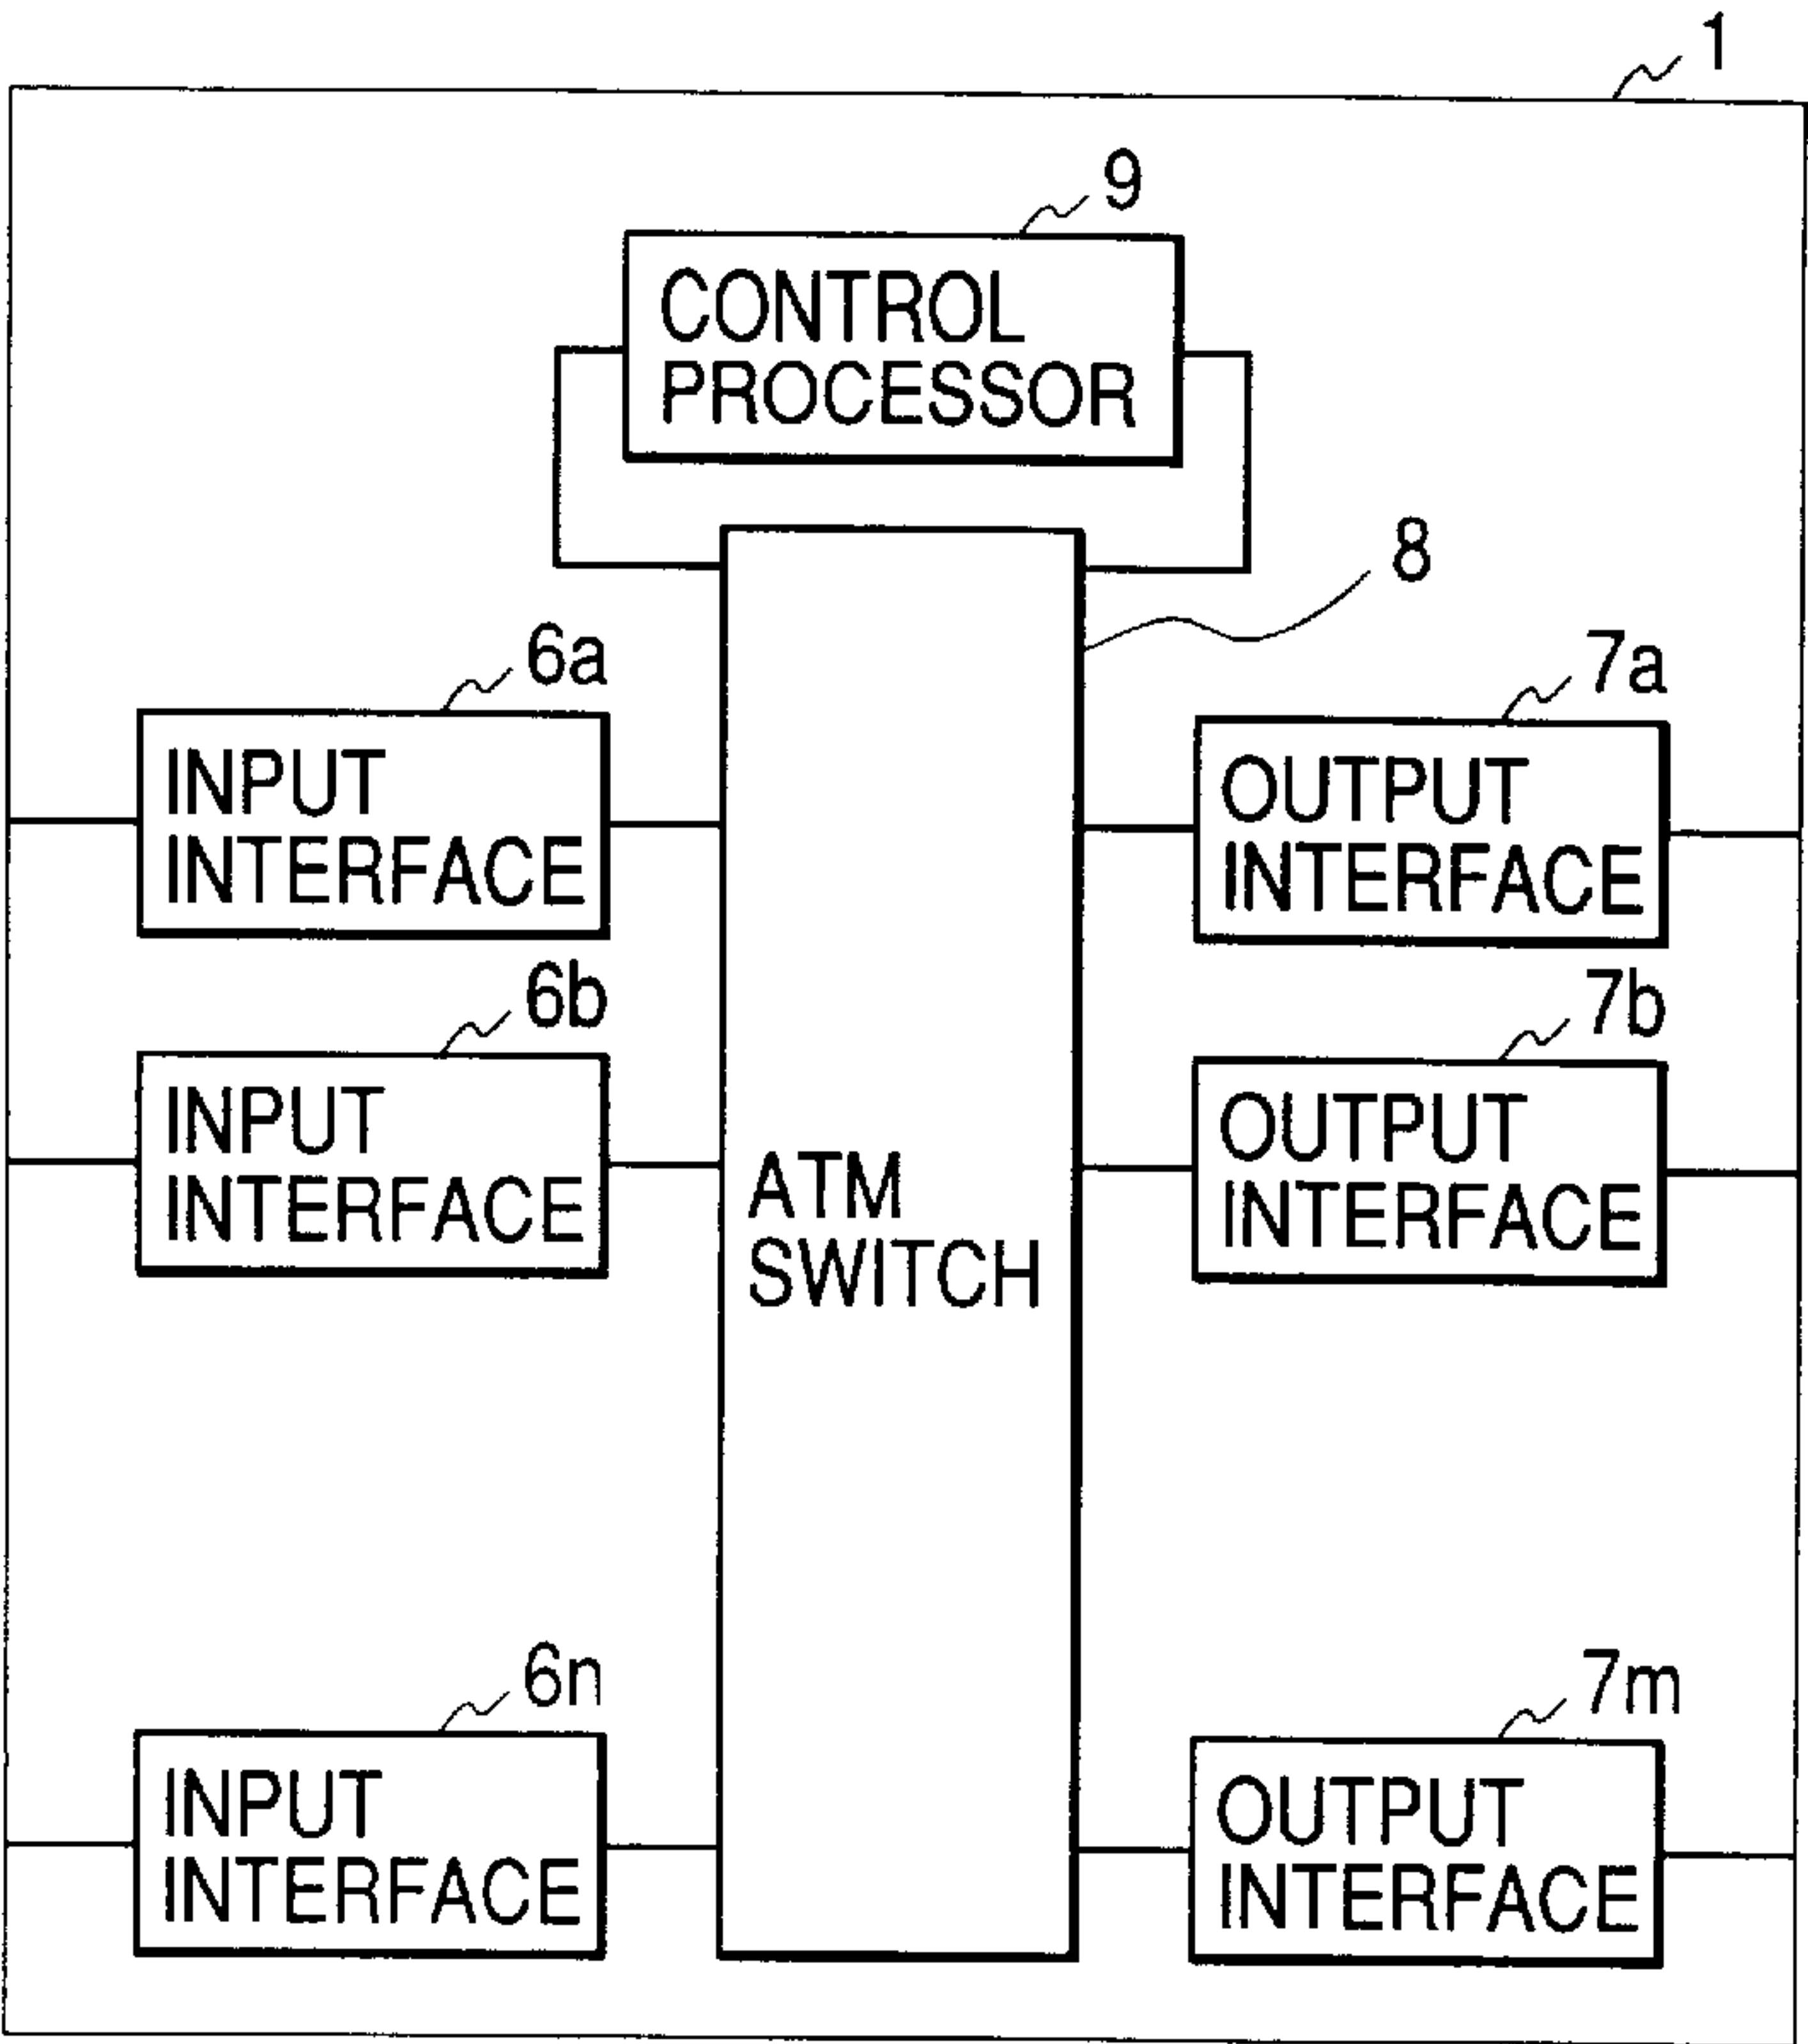 1
9
CONTROL
PROCESSOR
8
6a
INPUT
INTERFACE
7a
OUTPUT
INTERFACE
6b
INPUT
INTERFACE
7b
OUTPUT
INTERFACE
ATM
SWITCH
6n
INPUT
INTERFACE
7m
OUTPUT
INTERFACE